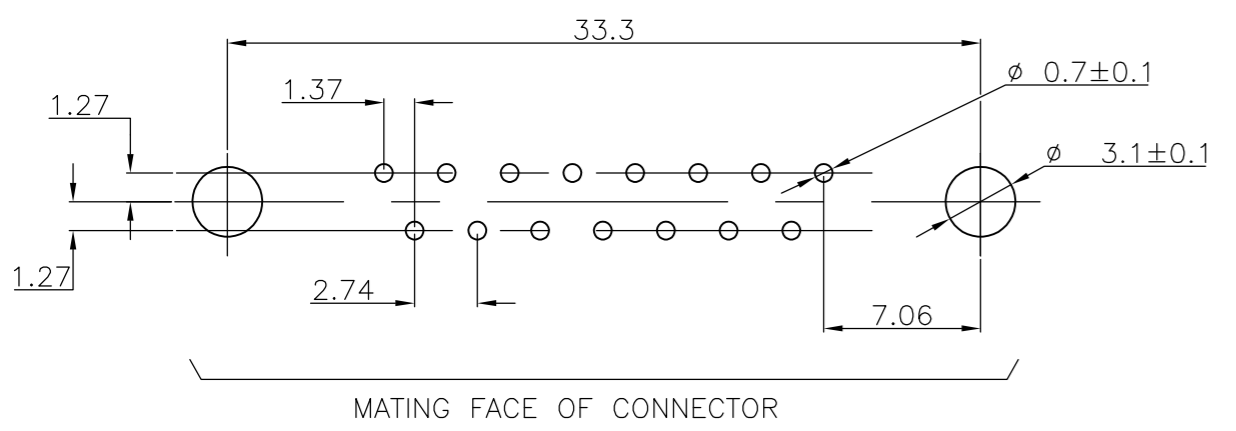 33.3
ø 0.7±0.1
1.37
1.27
ø 3.1±0.1
1.27
2.74
7.06
MATING FACE OF CONNECTOR